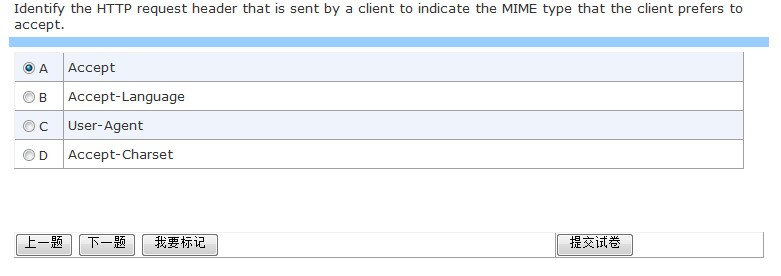 Identify the HTTP request header that is sent by a client to indicate the MIME type that the client prefers to
accept.
A Accept
B Accept-Language
C User-Agent
D Accept-Charset
上一题 下一题 我要标记 提交试卷